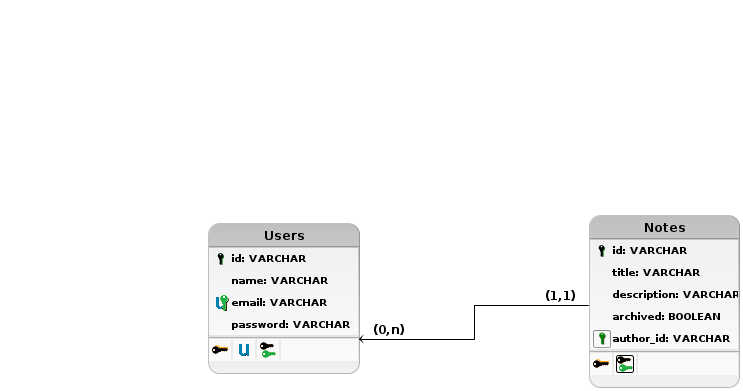 Users
id: VARCHAR
name: VARCHAR
email: VARCHAR
password: VARCHAR
U
(0,n)
(1,1)
Notes
id: VARCHAR
title: VARCHAR
description: VARCHAR
archived: BOOLEAN
author_id: VARCHAR